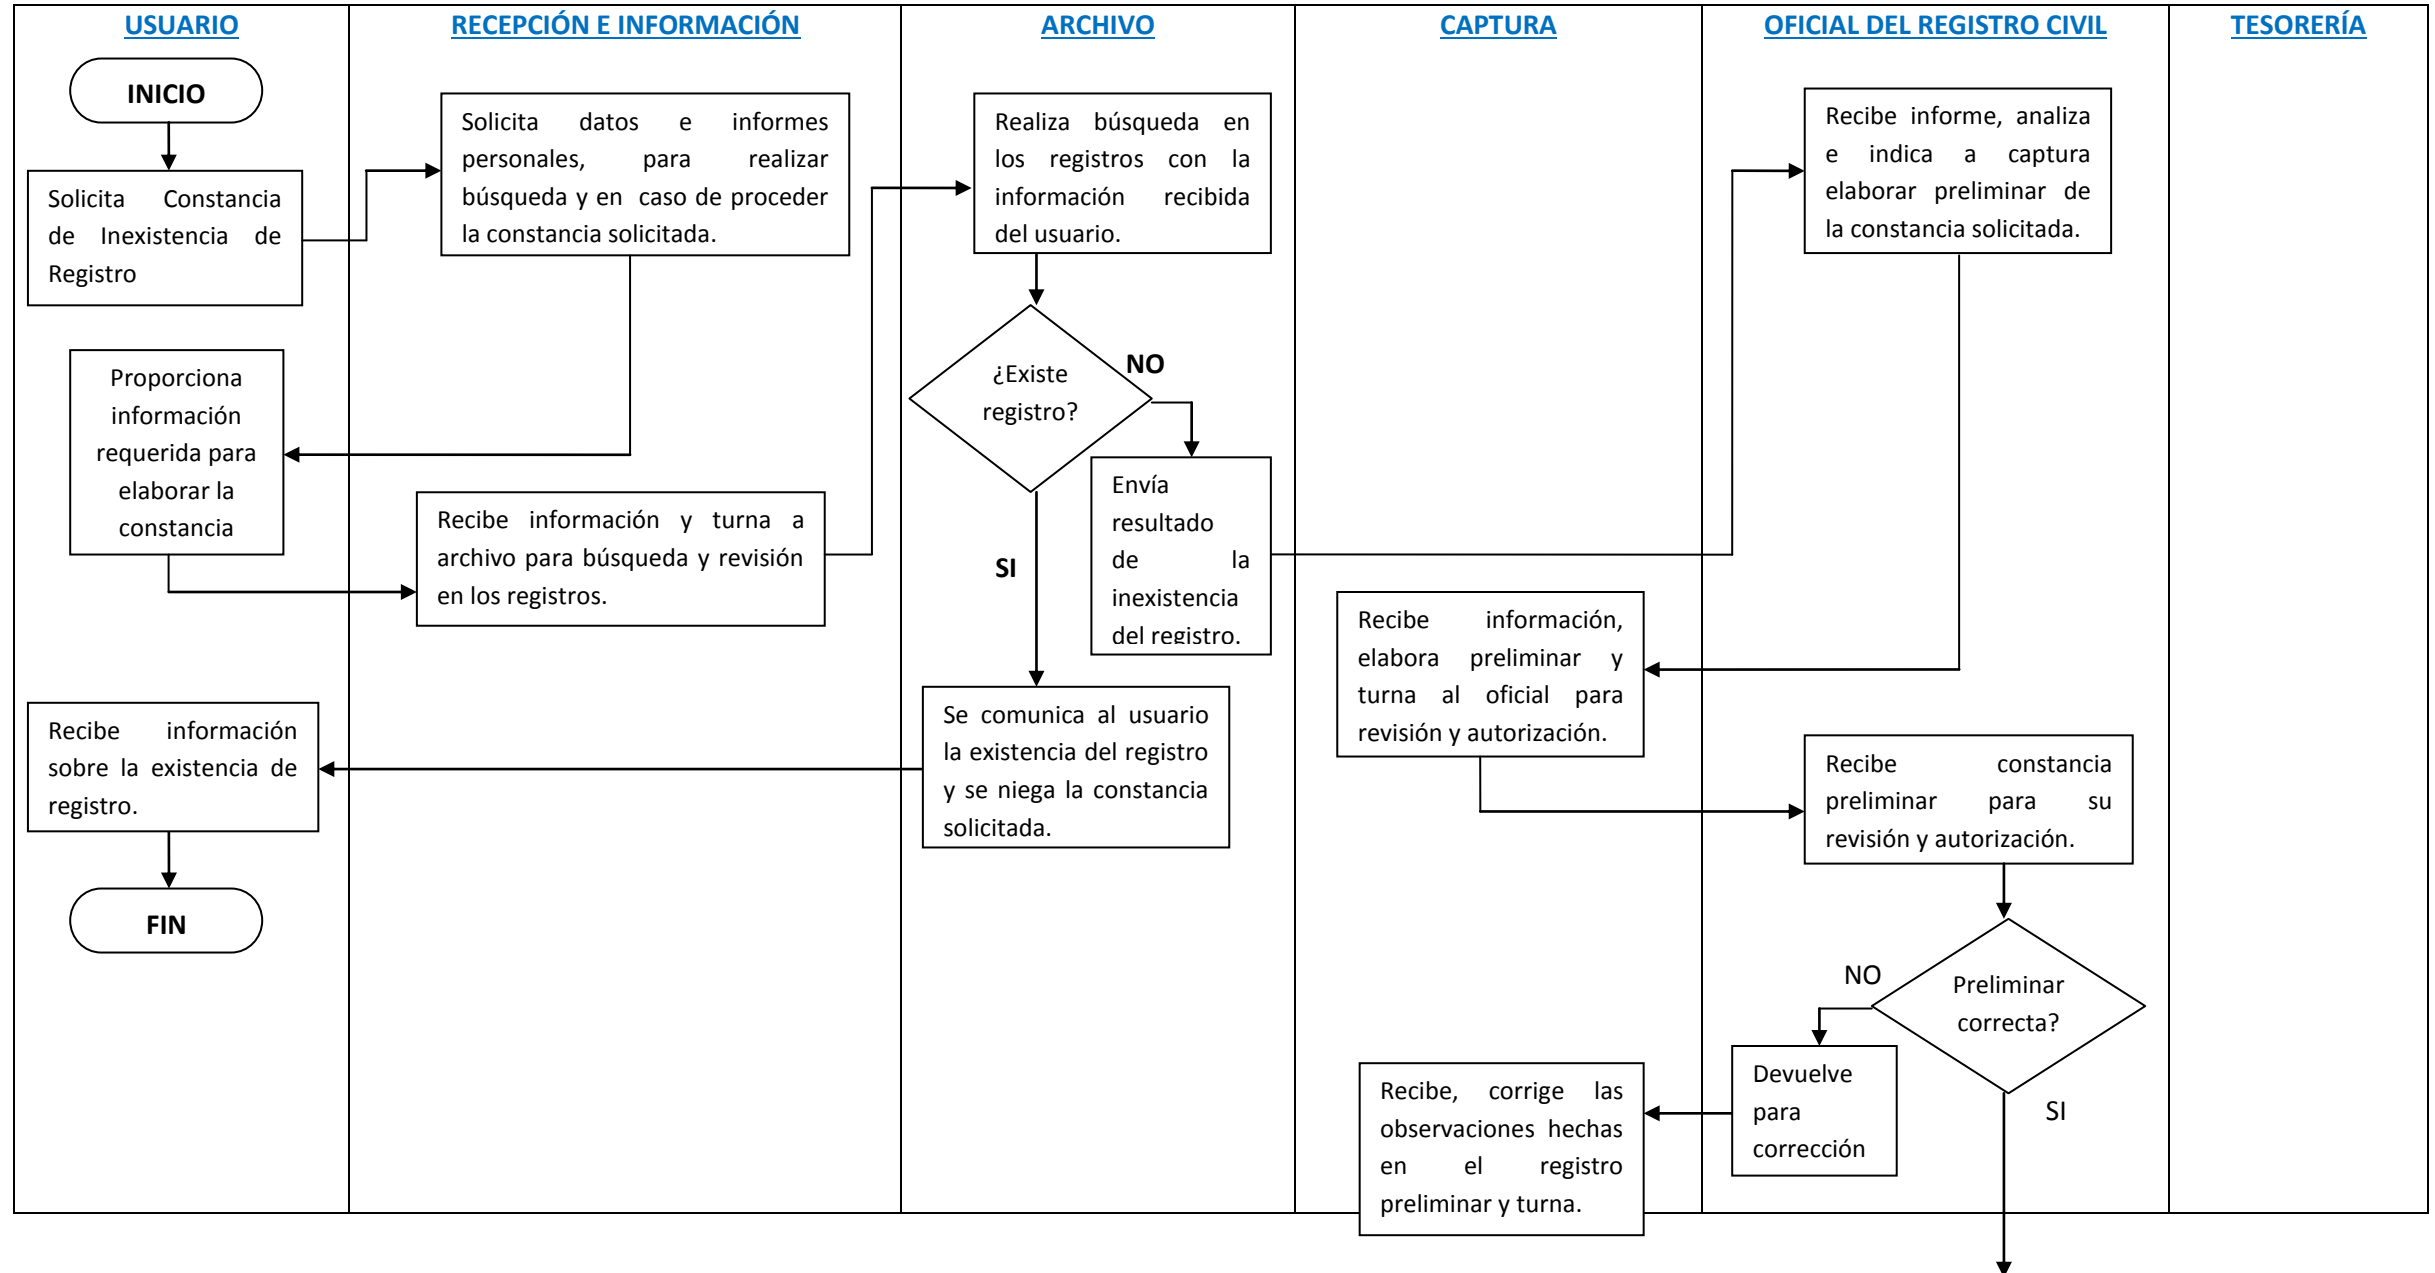 USUARIO
RECEPCIÓN E INFORMACIÓN
ARCHIVO
CAPTURA
OFICIAL DEL REGISTRO CIVIL
TESORERÍA
INICIO
Solicita Constancia
de Inexistencia de
Registro
Solicita datos e informes
personales, para realizar
búsqueda y en caso de proceder
la constancia solicitada.
Proporciona
información
requerida para
elaborar la
constancia
Recibe información y turna a
archivo para búsqueda y revisión
en los registros.
Realiza búsqueda en
los registros con la
información recibida
del usuario.
¿Existe
registro?
NO
SI
Envía
resultado
de la
inexistencia
del registro.
Se comunica al usuario
la existencia del registro
y se niega la constancia
solicitada.
Recibe información
sobre la existencia de
registro.
FIN
Recibe informe, analiza
e indica a captura
elaborar preliminar de
la constancia solicitada.
Recibe información,
elabora preliminar y
turna al oficial para
revisión y autorización.
Recibe constancia
preliminar para su
revisión y autorización.
Preliminar
correcta?
NO
SI
Devuelve
para
corrección
Recibe, corrige las
observaciones hechas
en el registro
preliminar y turna.